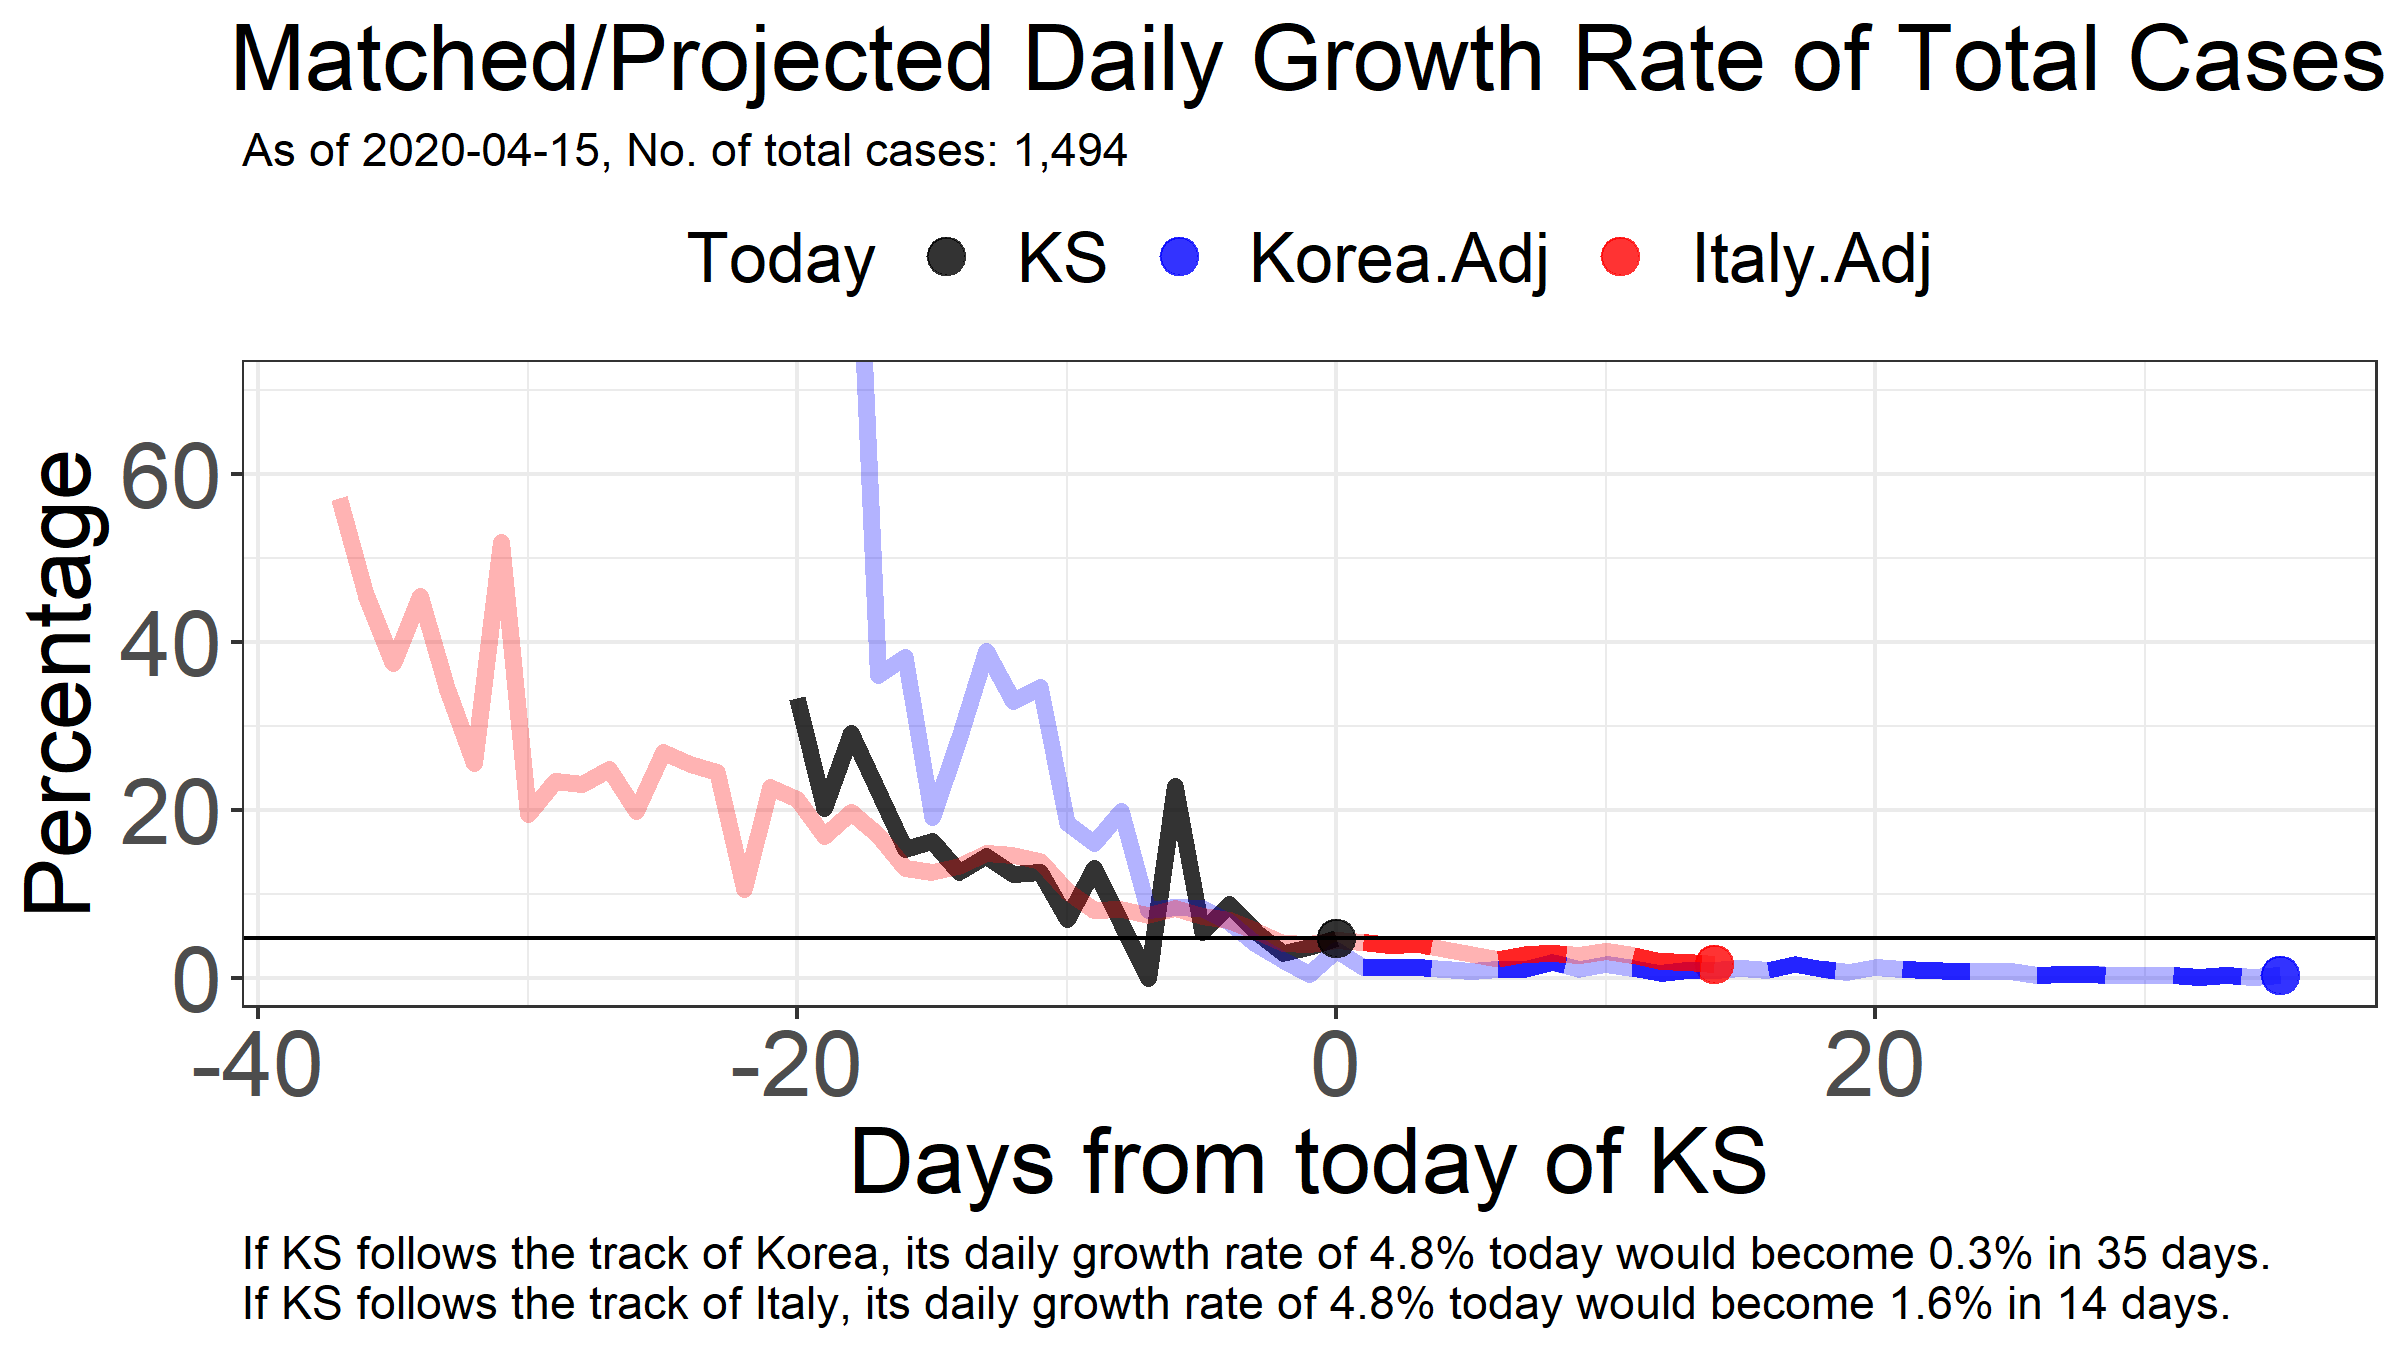 Matched/Projected Daily Growth Rate of Total Cases
As of 2020-04-15, No. of total cases: 1,494
Today KS Korea.Adj Italy.Adj
Percentage
60
40
20
0
-40 -20 0 20
Days from today of KS
If KS follows the track of Korea, its daily growth rate of 4.8% today would become 0.3% in 35 days.
If KS follows the track of Italy, its daily growth rate of 4.8% today would become 1.6% in 14 days.